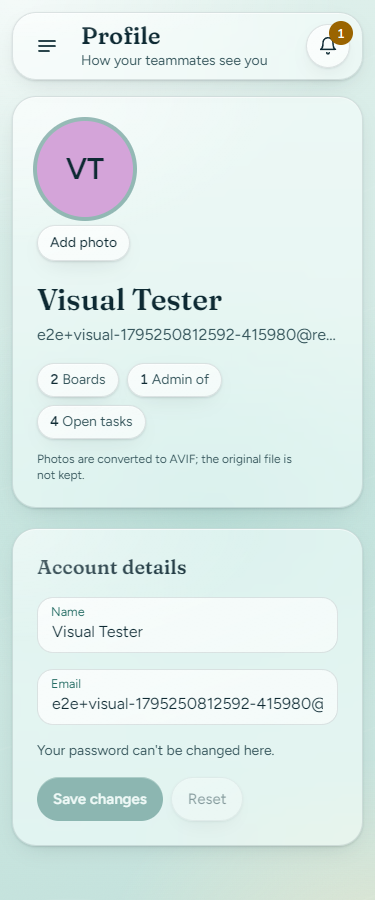 Profile
How your teammates see you
1
VT
Add photo
Visual Tester
e2e+visual-1795250812592-415980@re...
2 Boards
1 Admin of
4 Open tasks
Photos are converted to AVIF; the original file is
not kept.
Account details
Name
Visual Tester
Email
e2e+visual-1795250812592-415980@
Your password can't be changed here.
Save changes
Reset